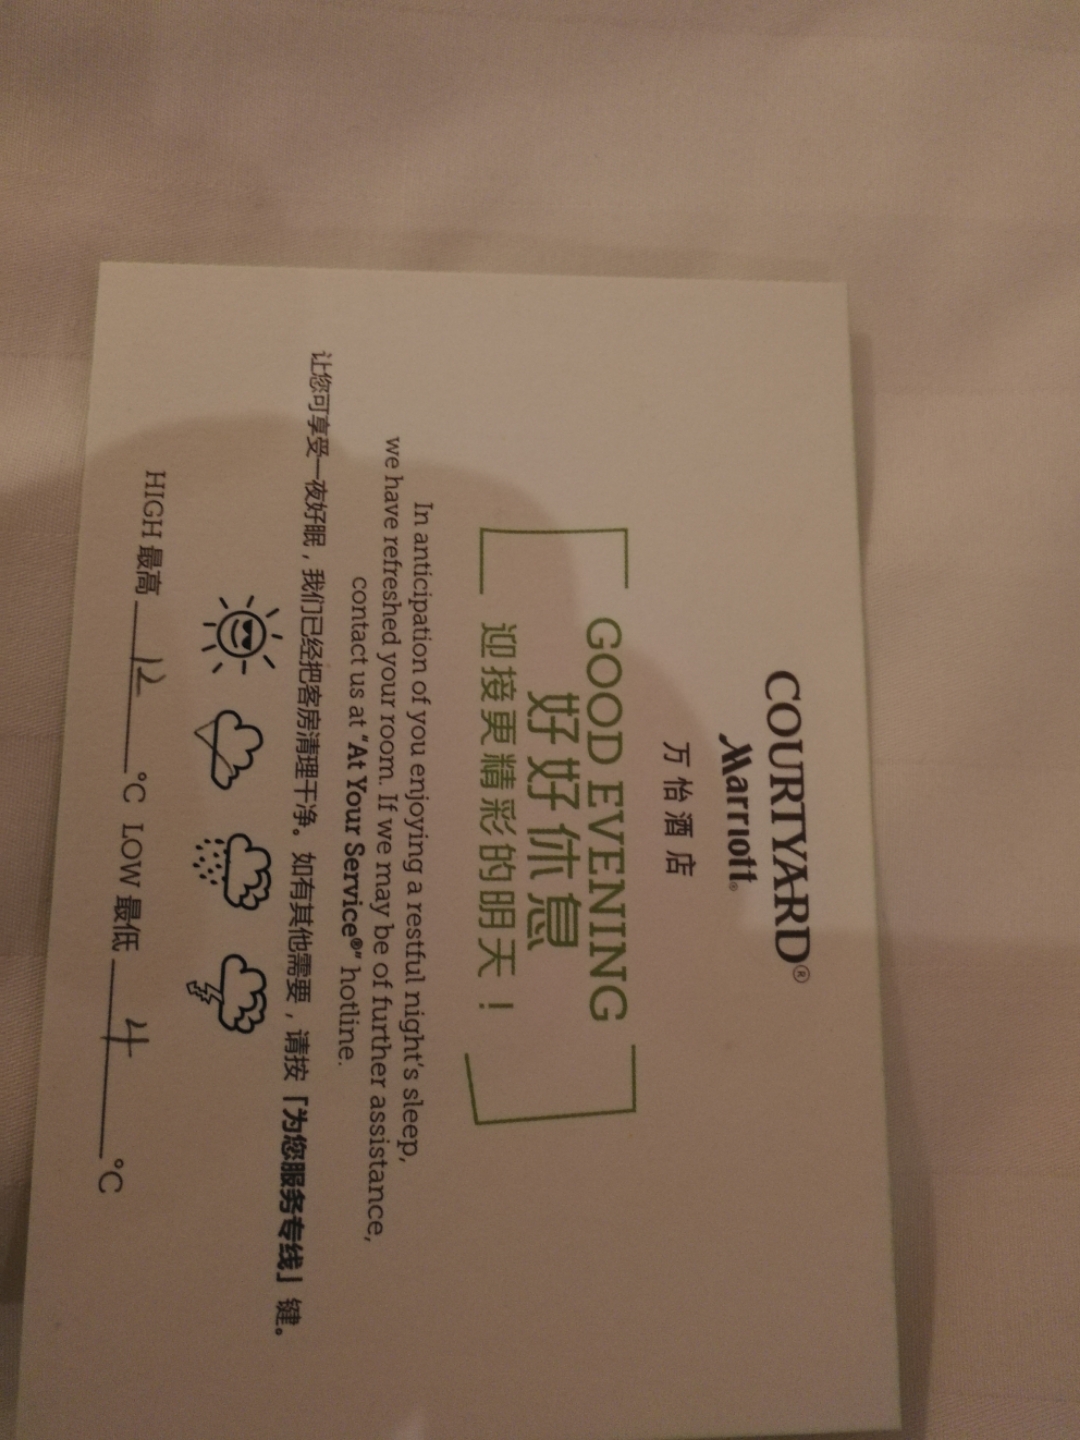 COURTYARD®
Marriott®
万怡酒店
GOOD EVENING
好好休息
迎接更精彩的明天！
In anticipation of you enjoying a restful night's sleep,
we have refreshed your room. If we may be of further assistance,
contact us at "At Your Service®" hotline.
让您可享受一夜好眠，我们已经把客房清理干净。如有其他需要，请按「为您服务专线」键。
HIGH 最高 12 °C LOW 最低 4 °C